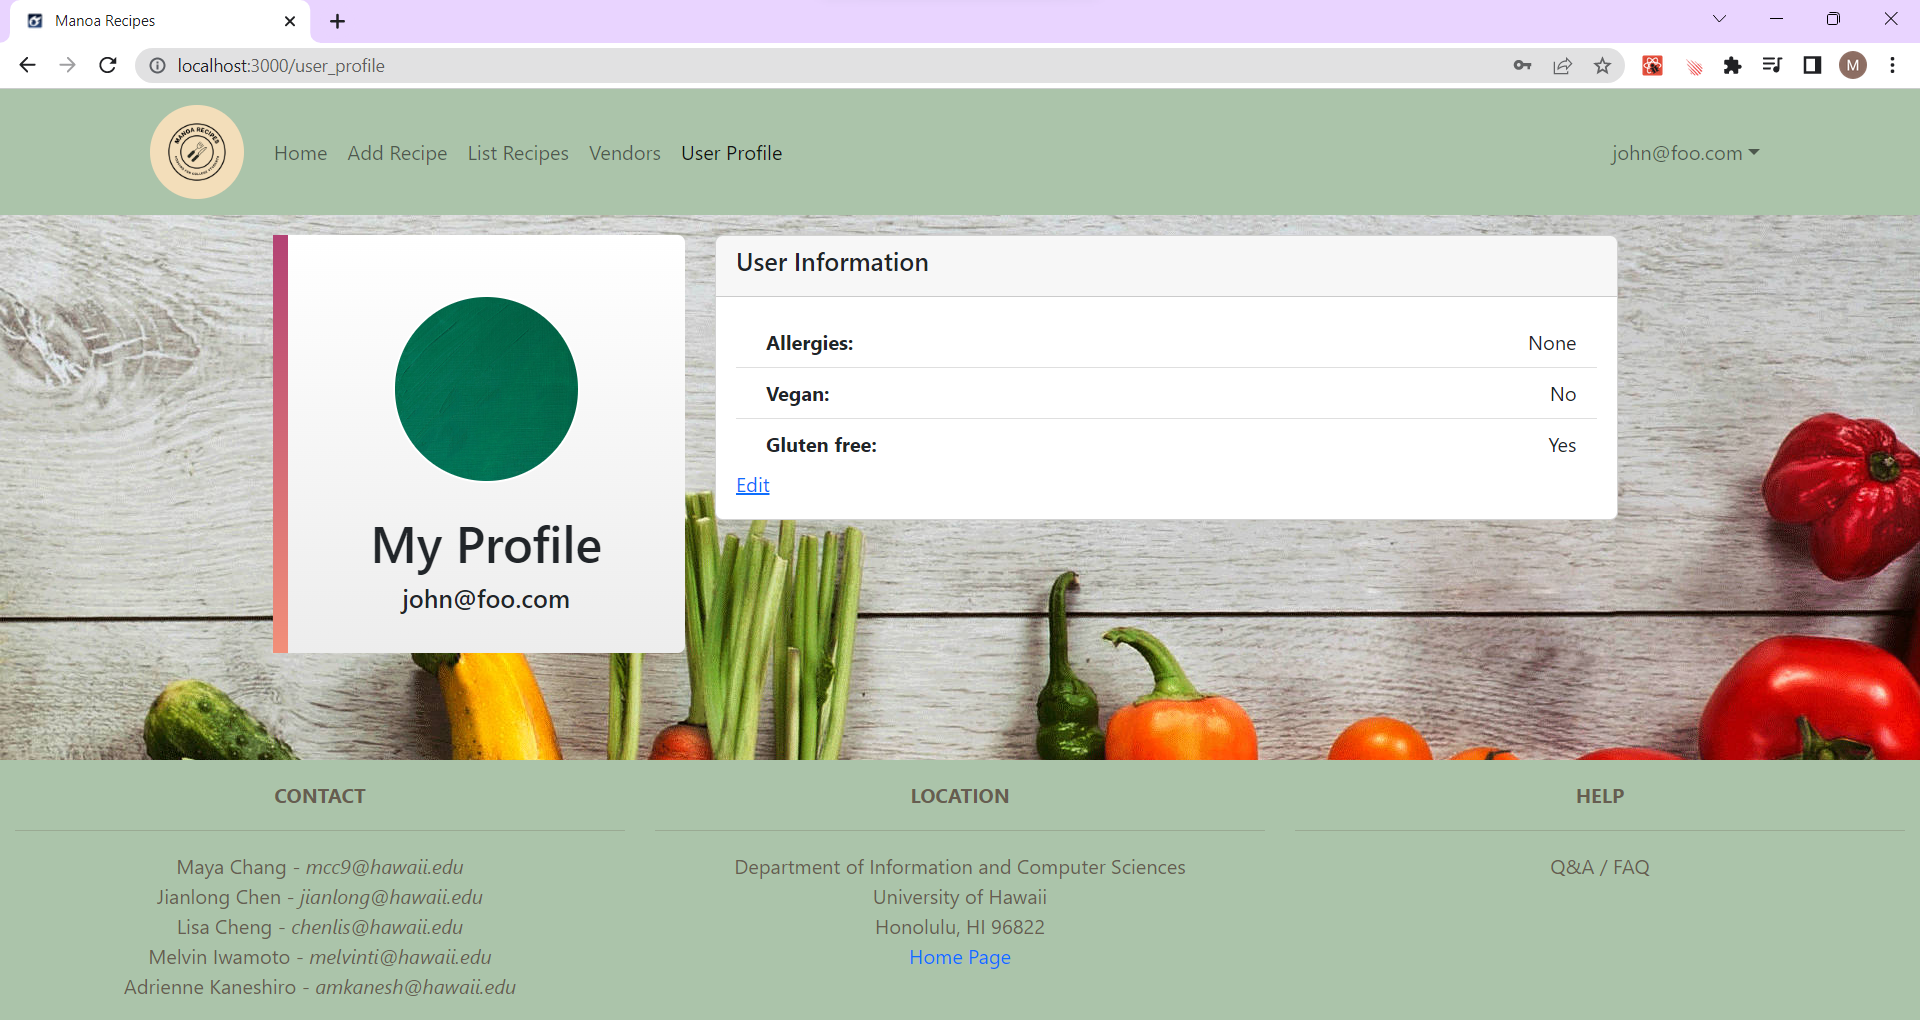 Manoa Recipes
localhost:3000/user_profile
M
MANOA RECIPES
Home
Add Recipe
List Recipes
Vendors
User Profile
john@foo.com
My Profile
john@foo.com
User Information
Allergies: None
Vegan: No
Gluten free: Yes
Edit
CONTACT
Maya Chang - mcc9@hawaii.edu
Jianlong Chen - jianlong@hawaii.edu
Lisa Cheng - chenlis@hawaii.edu
Melvin Iwamoto - melvinti@hawaii.edu
Adrienne Kaneshiro - amkanesh@hawaii.edu
LOCATION
Department of Information and Computer Sciences
University of Hawaii
Honolulu, HI 96822
Home Page
HELP
Q&A / FAQ